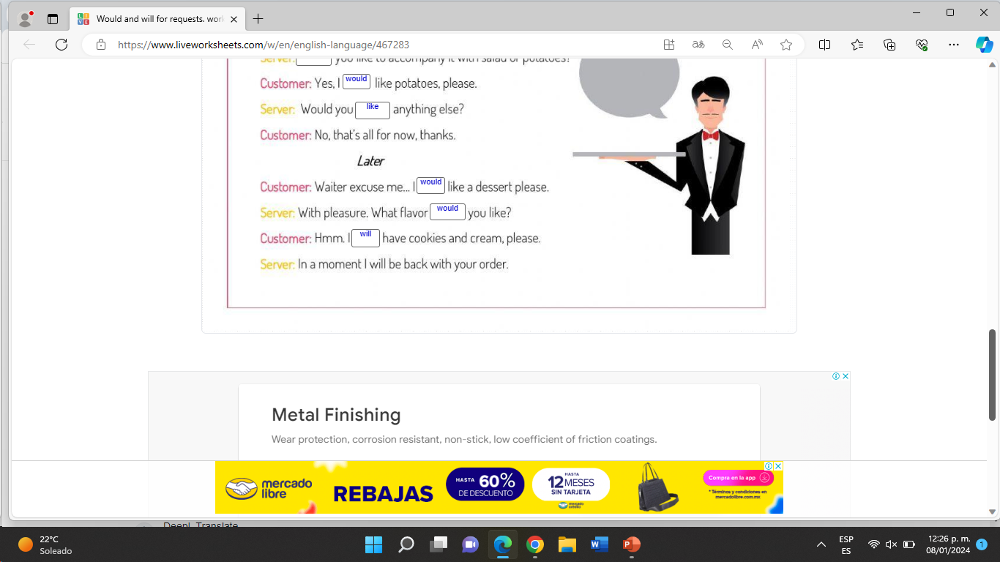 Would and will for requests. wor
https://www.liveworksheets.com/w/en/english-language/467283
Server: you like to accompany it with salad or potatoes?
Customer: Yes, I would like potatoes, please.
Server: Would you like anything else?
Customer: No, that's all for now, thanks.
Later
Customer: Waiter excuse me... I would like a dessert please.
Server: With pleasure. What flavor would you like?
Customer: Hmm. I will have cookies and cream, please.
Server: In a moment I will be back with your order.
Metal Finishing
Wear protection, corrosion resistant, non-stick, low coefficient of friction coatings.
mercado libre
REBAJAS
HASTA 60% DE DESCUENTO
HASTA 12 MESES SIN TARJETA
mercado crédito
Compra en la app
* Términos y condiciones en
mercadolibre.com.mx
DeepL Translate
22°C
Soleado
ESP
ES
12:26 p. m.
08/01/2024
1